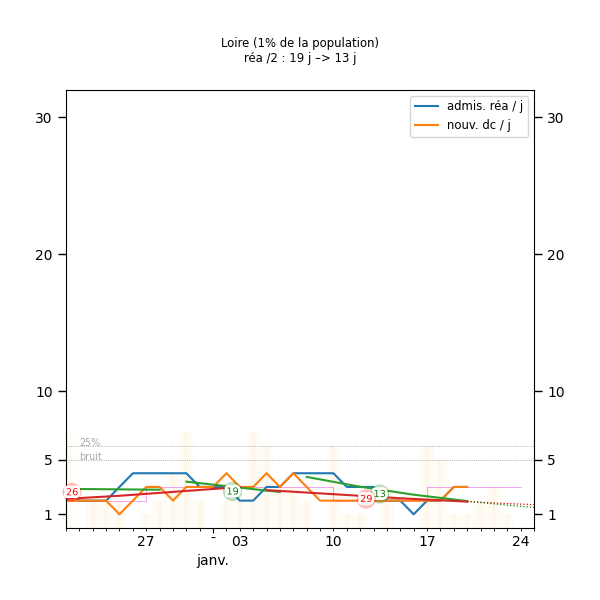 Loire (1% de la population)
réa /2 : 19 j –> 13 j
admis. réa / j
nouv. dc / j
30 30
20 20
10 10
25%
bruit
5 5
26 19 29 13
1 1
27 - 03 10 17 24
janv.